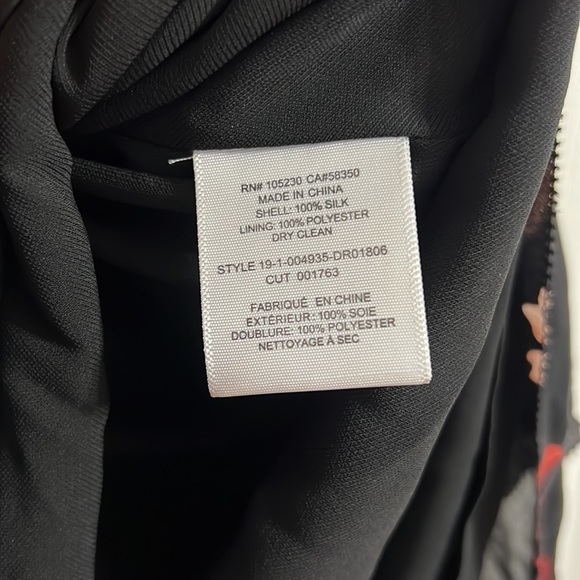 RN# 105230 CA#58350
MADE IN CHINA
SHELL: 100% SILK
LINING: 100% POLYESTER
DRY CLEAN
STYLE 19-1-004935-DR01806
CUT 001763
FABRIQUÉ EN CHINE
EXTÉRIEUR: 100% SOIE
DOUBLURE: 100% POLYESTER
NETTOYAGE À SEC